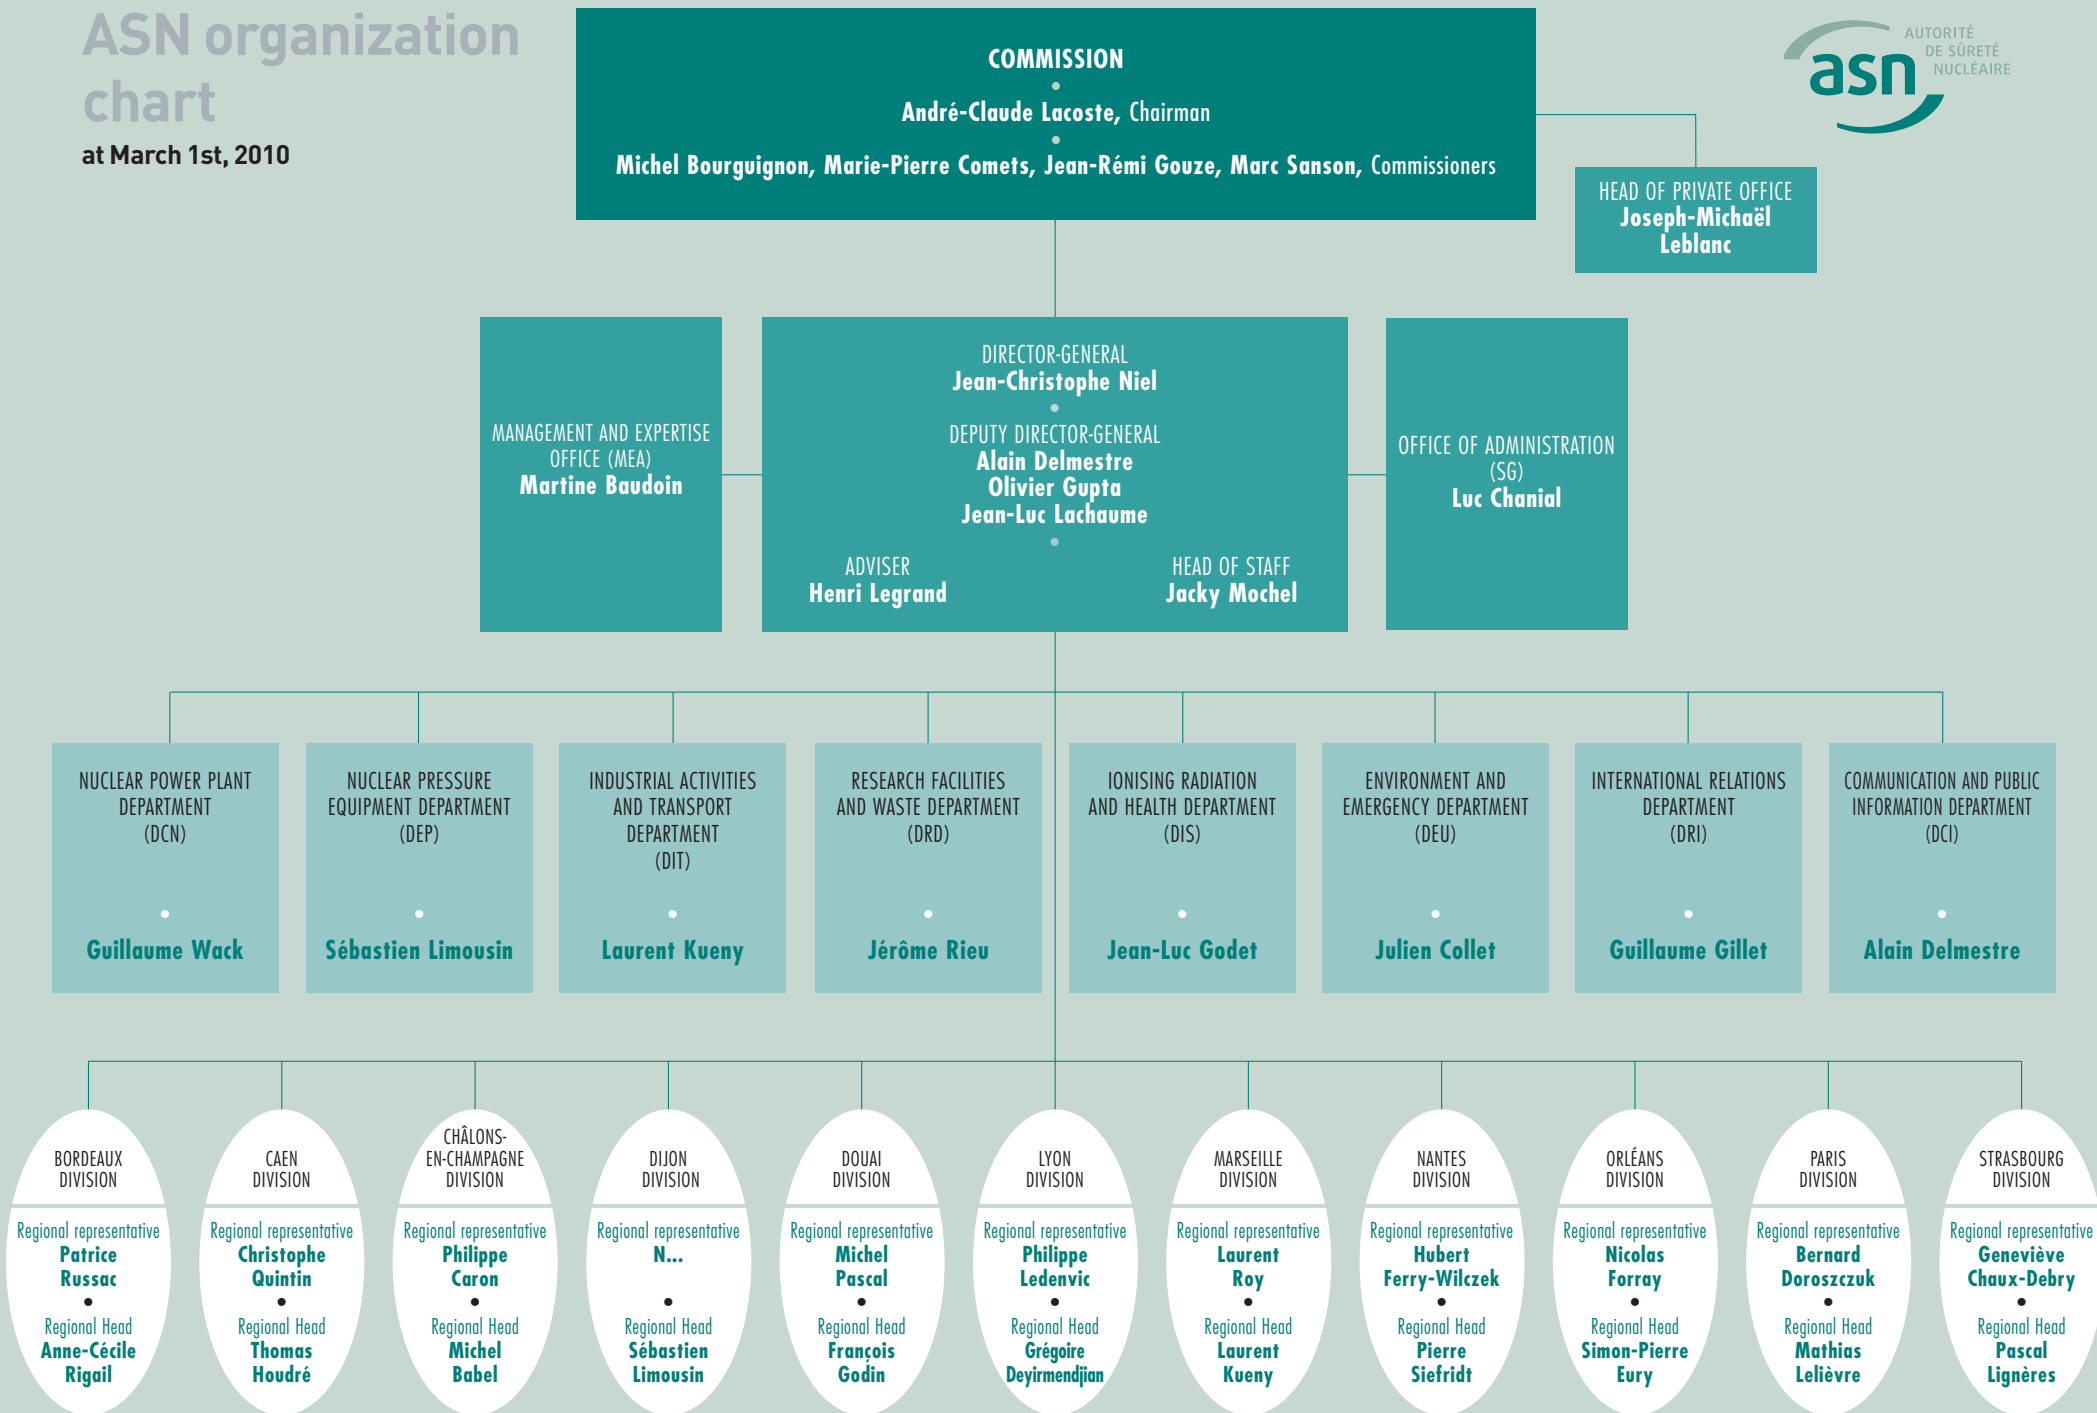 ASN organization
chart
at March 1st, 2010
COMMISSION
André-Claude Lacoste, Chairman
Michel Bourguignon, Marie-Pierre Comets, Jean-Rémi Gouze, Marc Sanson, Commissioners
asn
AUTORITÉ
DE SÛRETÉ
NUCLÉAIRE
HEAD OF PRIVATE OFFICE
Joseph-Michaël
Leblanc
MANAGEMENT AND EXPERTISE
OFFICE (MEA)
Martine Baudoin
DIRECTOR-GENERAL
Jean-Christophe Niel
DEPUTY DIRECTOR-GENERAL
Alain Delmestre
Olivier Gupta
Jean-Luc Lachaume
ADVISER
Henri Legrand
HEAD OF STAFF
Jacky Mochel
OFFICE OF ADMINISTRATION
(SG)
Luc Chanial
NUCLEAR POWER PLANT
DEPARTMENT
(DCN)
Guillaume Wack
NUCLEAR PRESSURE
EQUIPMENT DEPARTMENT
(DEP)
Sébastien Limousin
INDUSTRIAL ACTIVITIES
AND TRANSPORT
DEPARTMENT
(DIT)
Laurent Kueny
RESEARCH FACILITIES
AND WASTE DEPARTMENT
(DRD)
Jérôme Rieu
IONISING RADIATION
AND HEALTH DEPARTMENT
(DIS)
Jean-Luc Godet
ENVIRONMENT AND
EMERGENCY DEPARTMENT
(DEU)
Julien Collet
INTERNATIONAL RELATIONS
DEPARTMENT
(DRI)
Guillaume Gillet
COMMUNICATION AND PUBLIC
INFORMATION DEPARTMENT
(DCI)
Alain Delmestre
BORDEAUX
DIVISION
Regional representative
Patrice
Russac
Regional Head
Anne-Cécile
Rigail
CAEN
DIVISION
Regional representative
Christophe
Quintin
Regional Head
Thomas
Houdré
CHÂLONS-
EN-CHAMPAGNE
DIVISION
Regional representative
Philippe
Caron
Regional Head
Michel
Babel
DIJON
DIVISION
Regional representative
N...
Regional Head
Sébastien
Limousin
DOUAI
DIVISION
Regional representative
Michel
Pascal
Regional Head
François
Godin
LYON
DIVISION
Regional representative
Philippe
Ledenvic
Regional Head
Grégoire
Deyirmendjian
MARSEILLE
DIVISION
Regional representative
Laurent
Roy
Regional Head
Laurent
Kueny
NANTES
DIVISION
Regional representative
Hubert
Ferry-Wilczek
Regional Head
Pierre
Siefridt
ORLÉANS
DIVISION
Regional representative
Nicolas
Forray
Regional Head
Simon-Pierre
Eury
PARIS
DIVISION
Regional representative
Bernard
Doroszczuk
Regional Head
Mathias
Lelièvre
STRASBOURG
DIVISION
Regional representative
Geneviève
Chaux-Debry
Regional Head
Pascal
Lignères